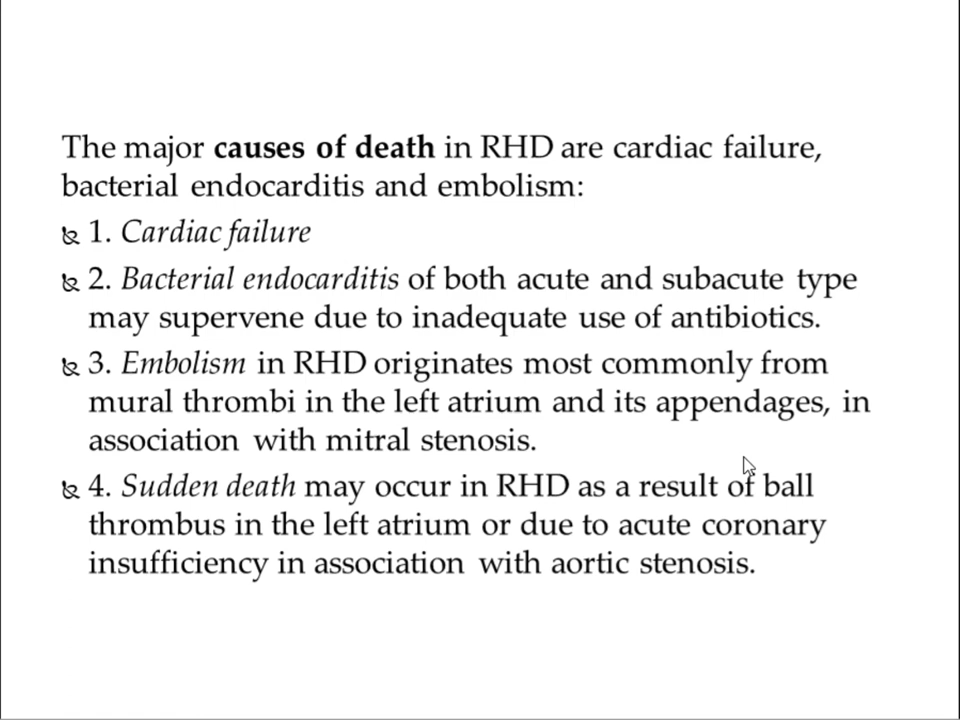 The major causes of death in RHD are cardiac failure,
bacterial endocarditis and embolism:
1. Cardiac failure
2. Bacterial endocarditis of both acute and subacute type
may supervene due to inadequate use of antibiotics.
3. Embolism in RHD originates most commonly from
mural thrombi in the left atrium and its appendages, in
association with mitral stenosis.
4. Sudden death may occur in RHD as a result of ball
thrombus in the left atrium or due to acute coronary
insufficiency in association with aortic stenosis.